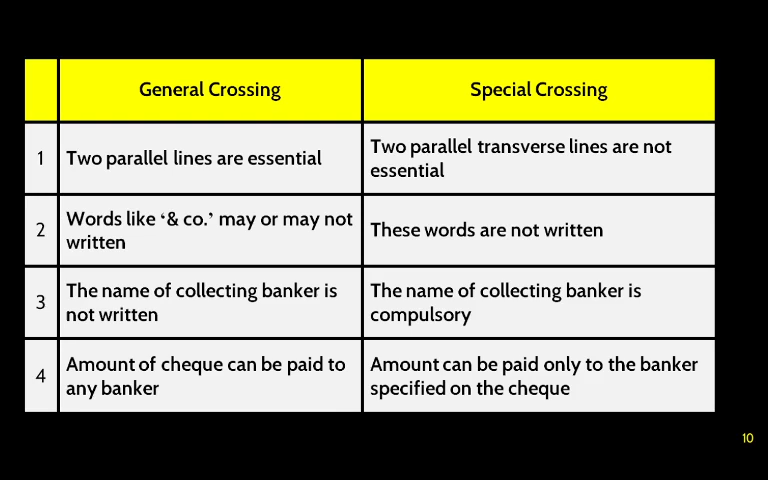 General Crossing
Special Crossing
1
Two parallel lines are essential
Two parallel transverse lines are not
essential
2
Words like ‘& co.’ may or may not
written
These words are not written
3
The name of collecting banker is
not written
The name of collecting banker is
compulsory
4
Amount of cheque can be paid to
any banker
Amount can be paid only to the banker
specified on the cheque
10